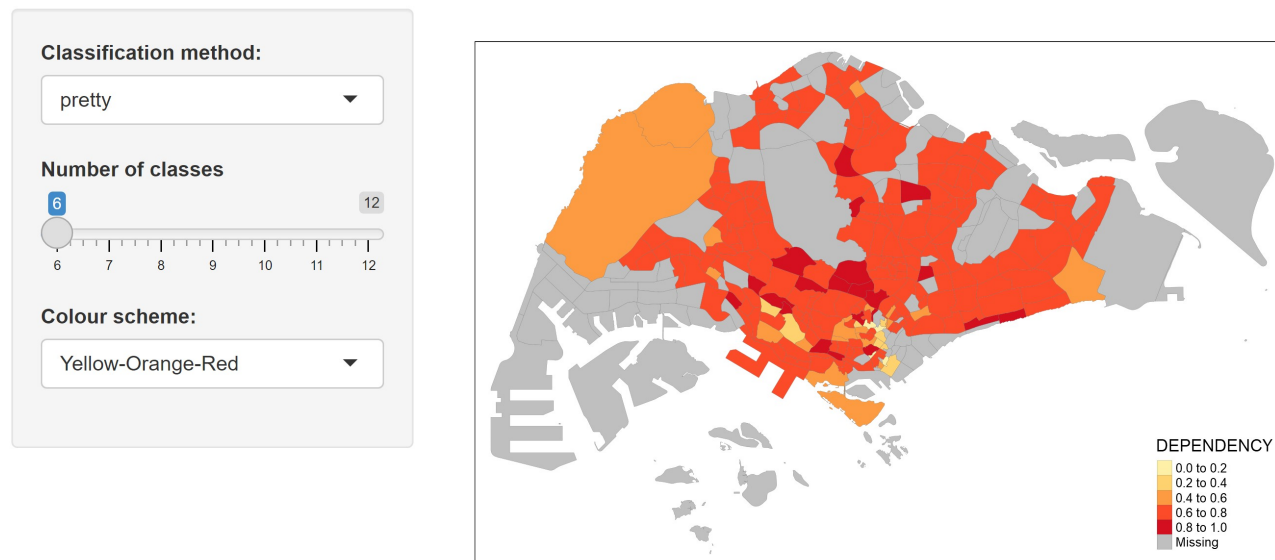 Classification method:
pretty
Number of classes
6
12
6 7 8 9 10 11 12
Colour scheme:
Yellow-Orange-Red
DEPENDENCY
0.0 to 0.2
0.2 to 0.4
0.4 to 0.6
0.6 to 0.8
0.8 to 1.0
Missing